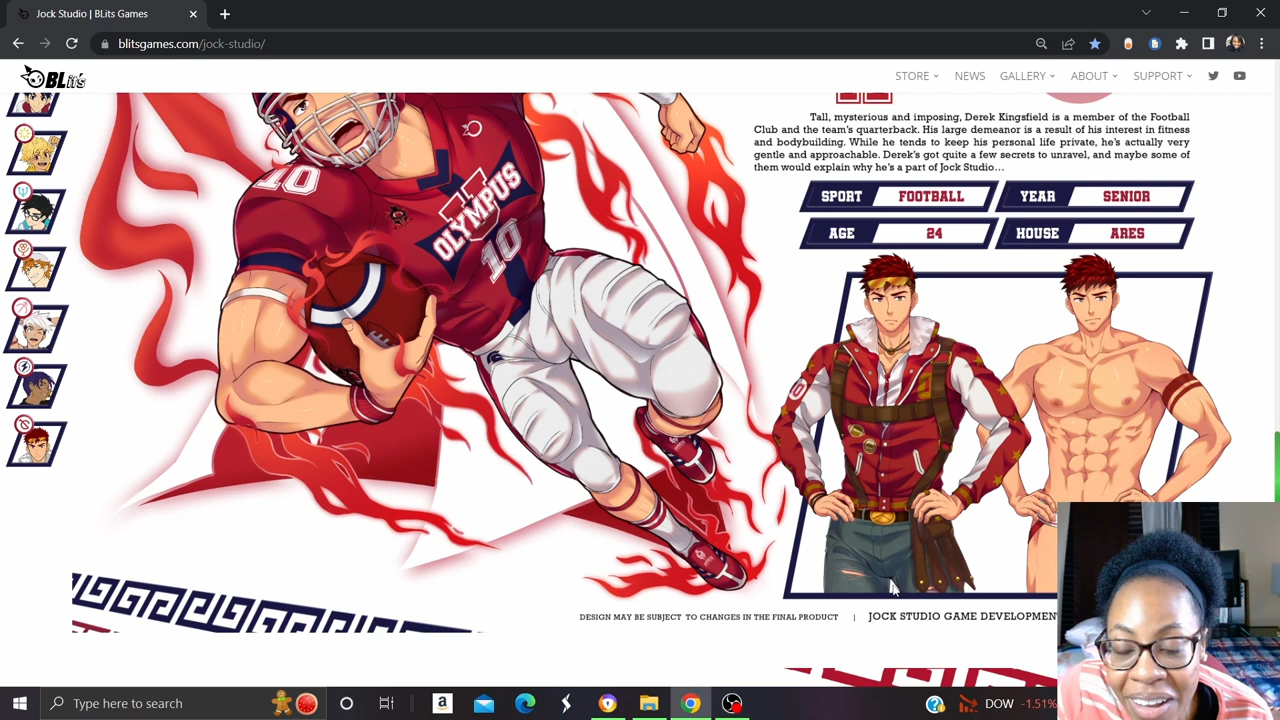 Jock Studio | BLits Games
blitsgames.com/jock-studio/
BLit's
STORE NEWS GALLERY ABOUT SUPPORT
Tall, mysterious and imposing, Derek Kingsfield is a member of the Football
Club and the team's quarterback. His large demeanor is a result of his interest in fitness
and bodybuilding. While he tends to keep his personal life private, he's actually very
gentle and approachable. Derek's got quite a few secrets to unravel, and maybe some of
them would explain why he's a part of Jock Studio...
SPORT FOOTBALL YEAR SENIOR
AGE 24 HOUSE ARES
10
OLYMPUS
10
10
DESIGN MAY BE SUBJECT TO CHANGES IN THE FINAL PRODUCT | JOCK STUDIO GAME DEVELOPMENT
Type here to search
DOW -1.51%